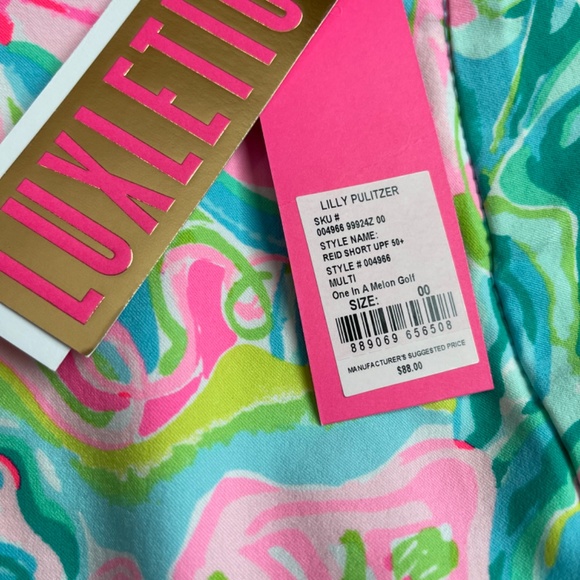 LUXLETIC
LILLY PULITZER
SKU #
004966 99924Z 00
STYLE NAME:
REID SHORT UPF 50+
STYLE # 004966
MULTI
One In A Melon Golf
SIZE: 00
889069 656508
MANUFACTURER'S SUGGESTED PRICE
$88.00